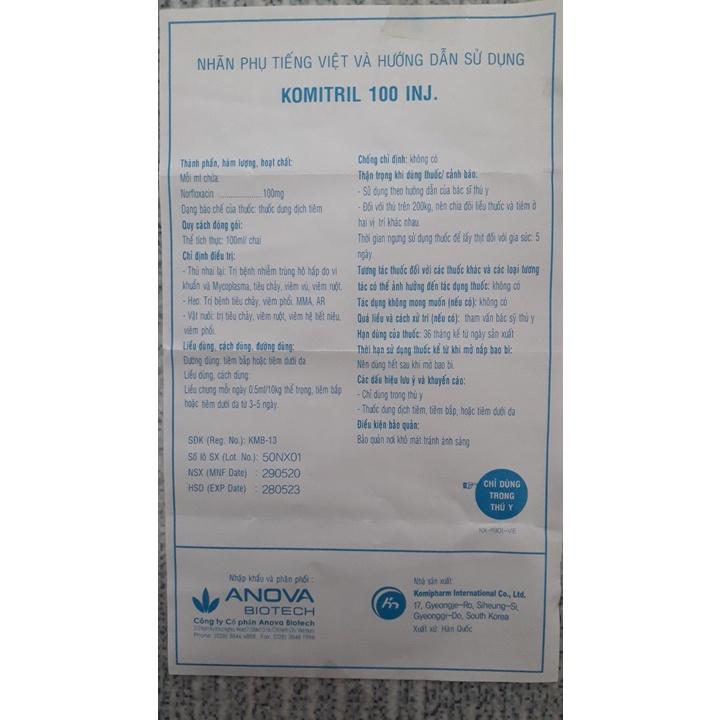 NHÃN PHỤ TIẾNG VIỆT VÀ HƯỚNG DẪN SỬ DỤNG
KOMITRIL 100 INJ.
Thành phần, hàm lượng, hoạt chất:
Mỗi ml chứa:
Norfloxacin .....................100mg
Dạng bào chế của thuốc: thuốc dung dịch tiêm
Quy cách đóng gói:
Thể tích thực: 100ml/ chai
Chỉ định điều trị:
- Thú nhai lại: Trị bệnh nhiễm trùng hô hấp do vi
khuẩn và Mycoplasma, tiêu chảy, viêm vú, viêm ruột.
- Heo: Trị bệnh tiêu chảy, viêm phổi. MMA, AR
- Vật nuôi: trị tiêu chảy, viêm ruột, viêm hệ tiết niệu,
viêm phổi.
Liều dùng, cách dùng, đường dùng:
Đường dùng: tiêm bắp hoặc tiêm dưới da
Liều dùng, cách dùng:
Liều chung mỗi ngày 0.5ml/10kg thể trọng, tiêm bắp
hoặc tiêm dưới da từ 3-5 ngày.
SĐK (Reg. No.): KMB-13
Số lô SX (Lot. No.): 50NX01
NSX (MNF Date) : 290520
HSD (EXP Date) : 280523
Chống chỉ định: không có
Thận trọng khi dùng thuốc/ cảnh báo:
- Sử dụng theo hướng dẫn của bác sĩ thú y
- Đối với thú trên 200kg, nên chia đôi liều thuốc và tiêm ở
hai vị trí khác nhau.
Thời gian ngưng sử dụng thuốc để lấy thịt đối với gia súc: 5
ngày.
Tương tác thuốc đối với các thuốc khác và các loại tương
tác có thể ảnh hưởng đến tác dụng thuốc: không có
Tác dụng không mong muốn (nếu có): không có
Quá liều và cách xử trí (nếu có): tham vấn bác sỹ thú y
Hạn dùng của thuốc: 36 tháng kể từ ngày sản xuất
Thời hạn sử dụng thuốc kể từ khi mở nắp bao bì:
Nên dùng hết sau khi mở bao bì.
Các dấu hiệu lưu ý và khuyến cáo:
- Chỉ dùng trong thú y
- Thuốc dung dịch tiêm, tiêm bắp, hoặc tiêm dưới da
Điều kiện bảo quản:
Bảo quản nơi khô mát tránh ánh sáng
CHỈ DÙNG
TRONG
THÚ Y
Nhập khẩu và phân phối :
ANOVA
BIOTECH
Công ty Cổ phần Anova Biotech
Nhà sản xuất
Komipharm International Co., Ltd.
17, Gyeongje-Ro, Siheung-Si,
Gyeonggi-Do, South Korea
Xuất xứ: Hàn Quốc